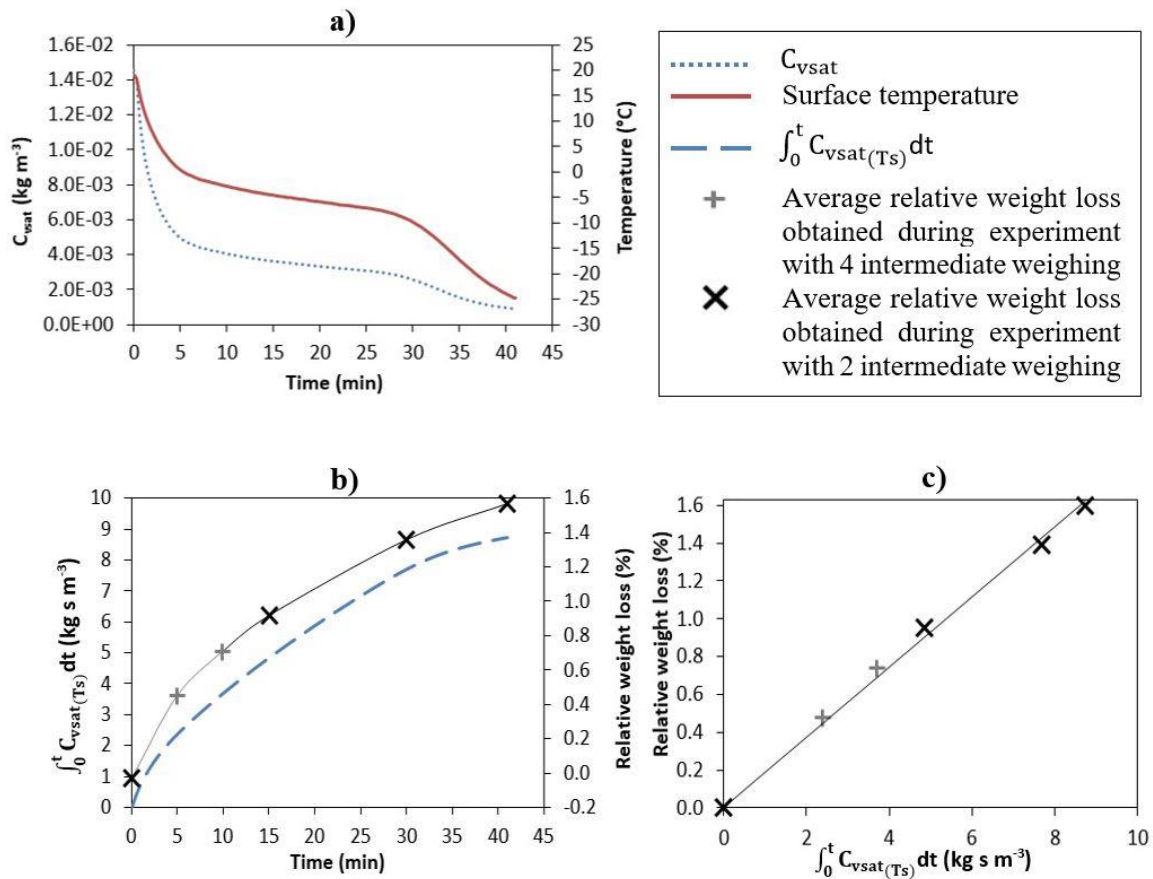 a)
1.6E-02
1.4E-02
1.2E-02
1.0E-02
8.0E-03
6.0E-03
4.0E-03
2.0E-03
0.0E+00
C_vsat (kg m⁻³)
25
20
15
10
5
0
-5
-10
-15
-20
-25
-30
Temperature (°C)
0 5 10 15 20 25 30 35 40 45
Time (min)
C_vsat
Surface temperature
∫₀ᵗ C_vsat(Ts) dt
Average relative weight loss
obtained during experiment
with 4 intermediate weighing
Average relative weight loss
obtained during experiment
with 2 intermediate weighing
b)
10
9
8
7
6
5
4
3
2
1
0
∫₀ᵗ C_vsat(Ts) dt (kg s m⁻³)
1.6
1.4
1.2
1.0
0.8
0.6
0.4
0.2
0.0
-0.2
Relative weight loss (%)
0 5 10 15 20 25 30 35 40 45
Time (min)
c)
1.6
1.4
1.2
1.0
0.8
0.6
0.4
0.2
0.0
Relative weight loss (%)
0 2 4 6 8 10
∫₀ᵗ C_vsat(Ts) dt (kg s m⁻³)